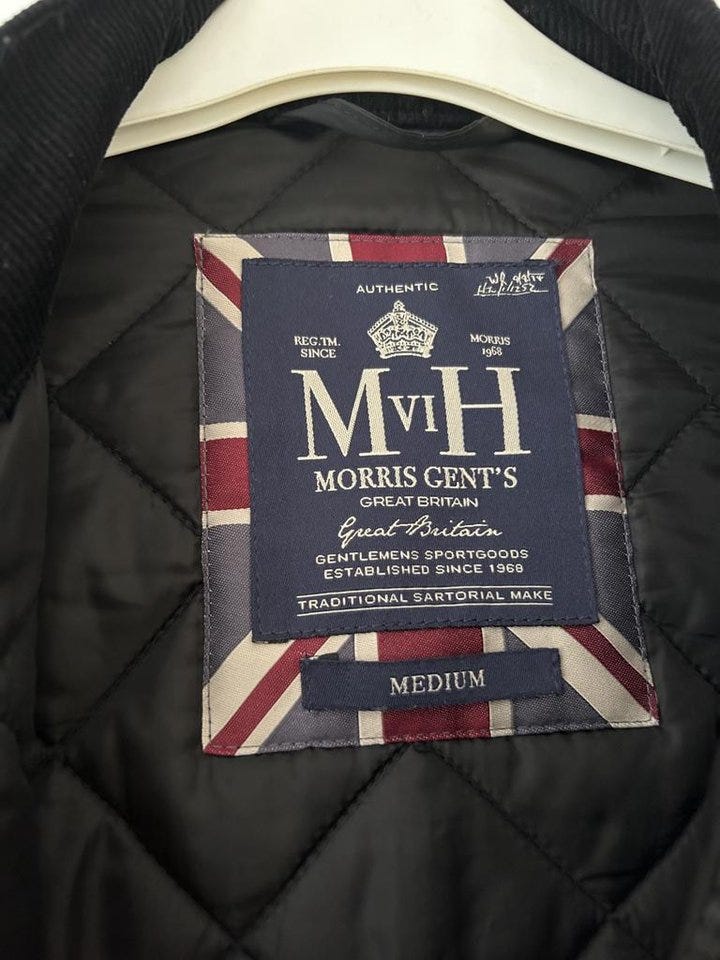 AUTHENTIC
REG.TM.
SINCE
MORRIS
1968
MVIH
MORRIS GENT'S
GREAT BRITAIN
Great Britain
GENTLEMENS SPORTGOODS
ESTABLISHED SINCE 1968
TRADITIONAL SARTORIAL MAKE
MEDIUM